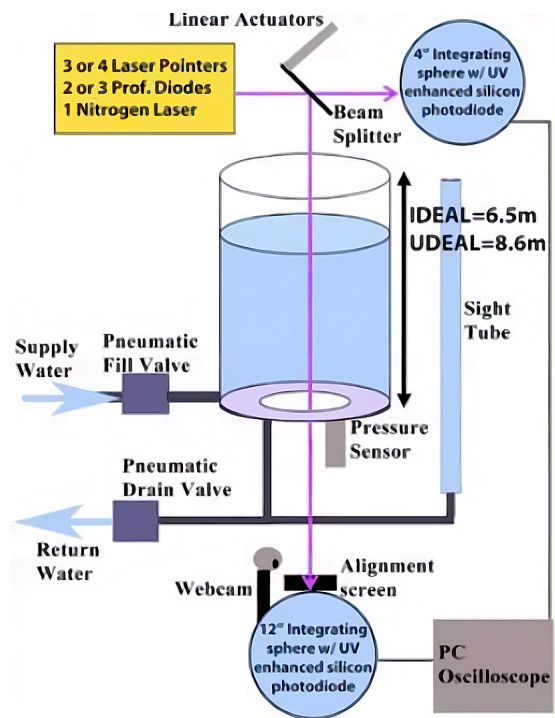 Linear Actuators
3 or 4 Laser Pointers
2 or 3 Prof. Diodes
1 Nitrogen Laser
4" Integrating
sphere w/ UV
enhanced silicon
photodiode
Beam
Splitter
IDEAL=6.5m
UDEAL=8.6m
Sight
Tube
Supply
Water
Pneumatic
Fill Valve
Pressure
Sensor
Pneumatic
Drain Valve
Return
Water
Webcam
Alignment
screen
12" Integrating
sphere w/ UV
enhanced silicon
photodiode
PC
Oscilloscope